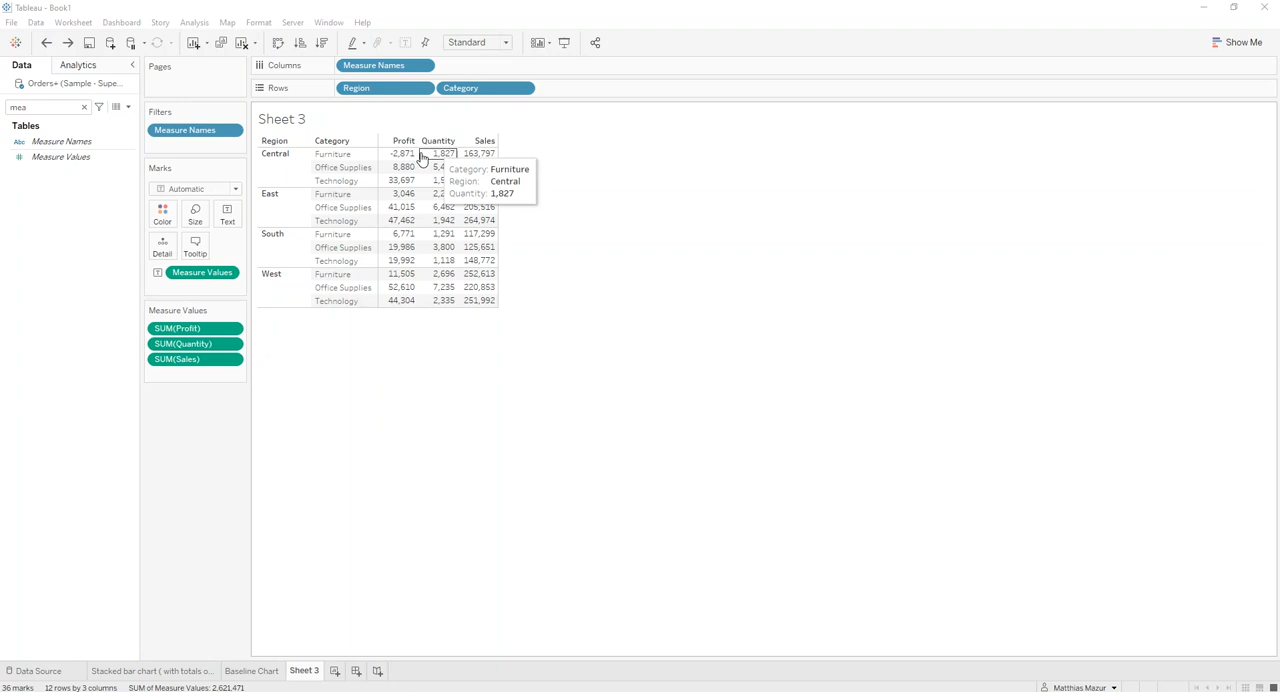 Tableau - Book1
File Data Worksheet Dashboard Story Analysis Map Format Server Window Help
Standard Show Me
Data Analytics Pages Columns Measure Names
Orders+ (Sample - Supe... Rows Region Category
mea Filters
Tables Measure Names Sheet 3
Abc Measure Names
Measure Values
Marks
Automatic
Color Size Text
Detail Tooltip
Measure Values
Measure Values
SUM(Profit)
SUM(Quantity)
SUM(Sales)
Region Category Profit Quantity Sales
Central Furniture -2,871 1,827 163,797
Office Supplies 8,880
Technology 33,697
East Furniture 3,046
Office Supplies 41,015 6,462 205,516
Technology 47,462 1,942 264,974
South Furniture 6,771 1,291 117,299
Office Supplies 19,986 3,800 125,651
Technology 19,992 1,118 148,772
West Furniture 11,505 2,696 252,613
Office Supplies 52,610 7,235 220,853
Technology 44,304 2,335 251,992
Category: Furniture
Region: Central
Quantity: 1,827
Data Source Stacked bar chart ( with totals o... Baseline Chart Sheet 3
36 marks 12 rows by 3 columns SUM of Measure Values: 2,621,471 Matthias Mazur